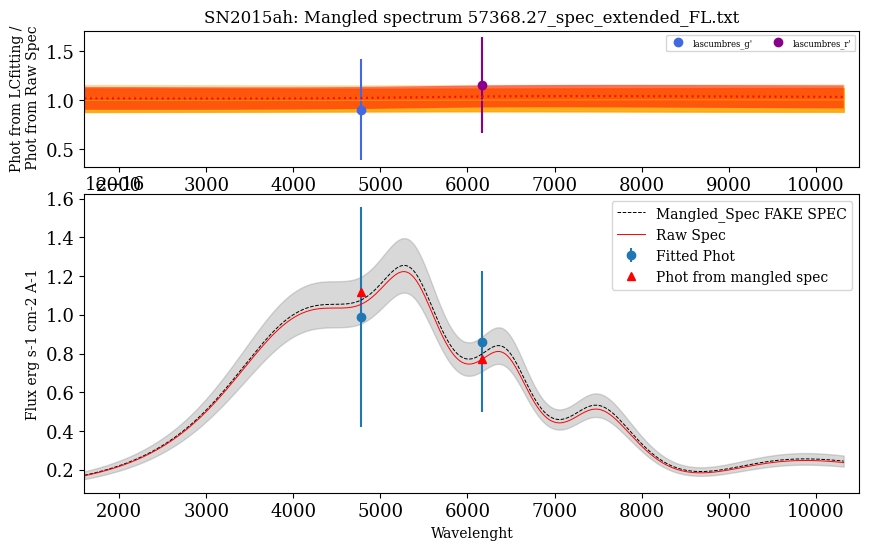 SN2015ah: Mangled spectrum 57368.27_spec_extended_FL.txt
Phot from LCfitting /
Phot from Raw Spec
1.5
1.0
0.5
lascumbres_g'
lascumbres_r'
2000 3000 4000 5000 6000 7000 8000 9000 10000
1e−16
Flux erg s-1 cm-2 A-1
1.6
1.4
1.2
1.0
0.8
0.6
0.4
0.2
Mangled_Spec FAKE SPEC
Raw Spec
Fitted Phot
Phot from mangled spec
2000 3000 4000 5000 6000 7000 8000 9000 10000
Wavelenght